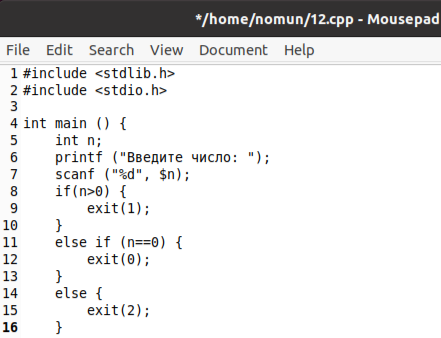 */home/nomun/12.cpp - Mousepad
File Edit Search View Document Help
1 #include <stdlib.h>
2 #include <stdio.h>
3
4 int main () {
5     int n;
6     printf ("Введите число: ");
7     scanf ("%d", $n);
8     if(n>0) {
9         exit(1);
10     }
11     else if (n==0) {
12         exit(0);
13     }
14     else {
15         exit(2);
16     }